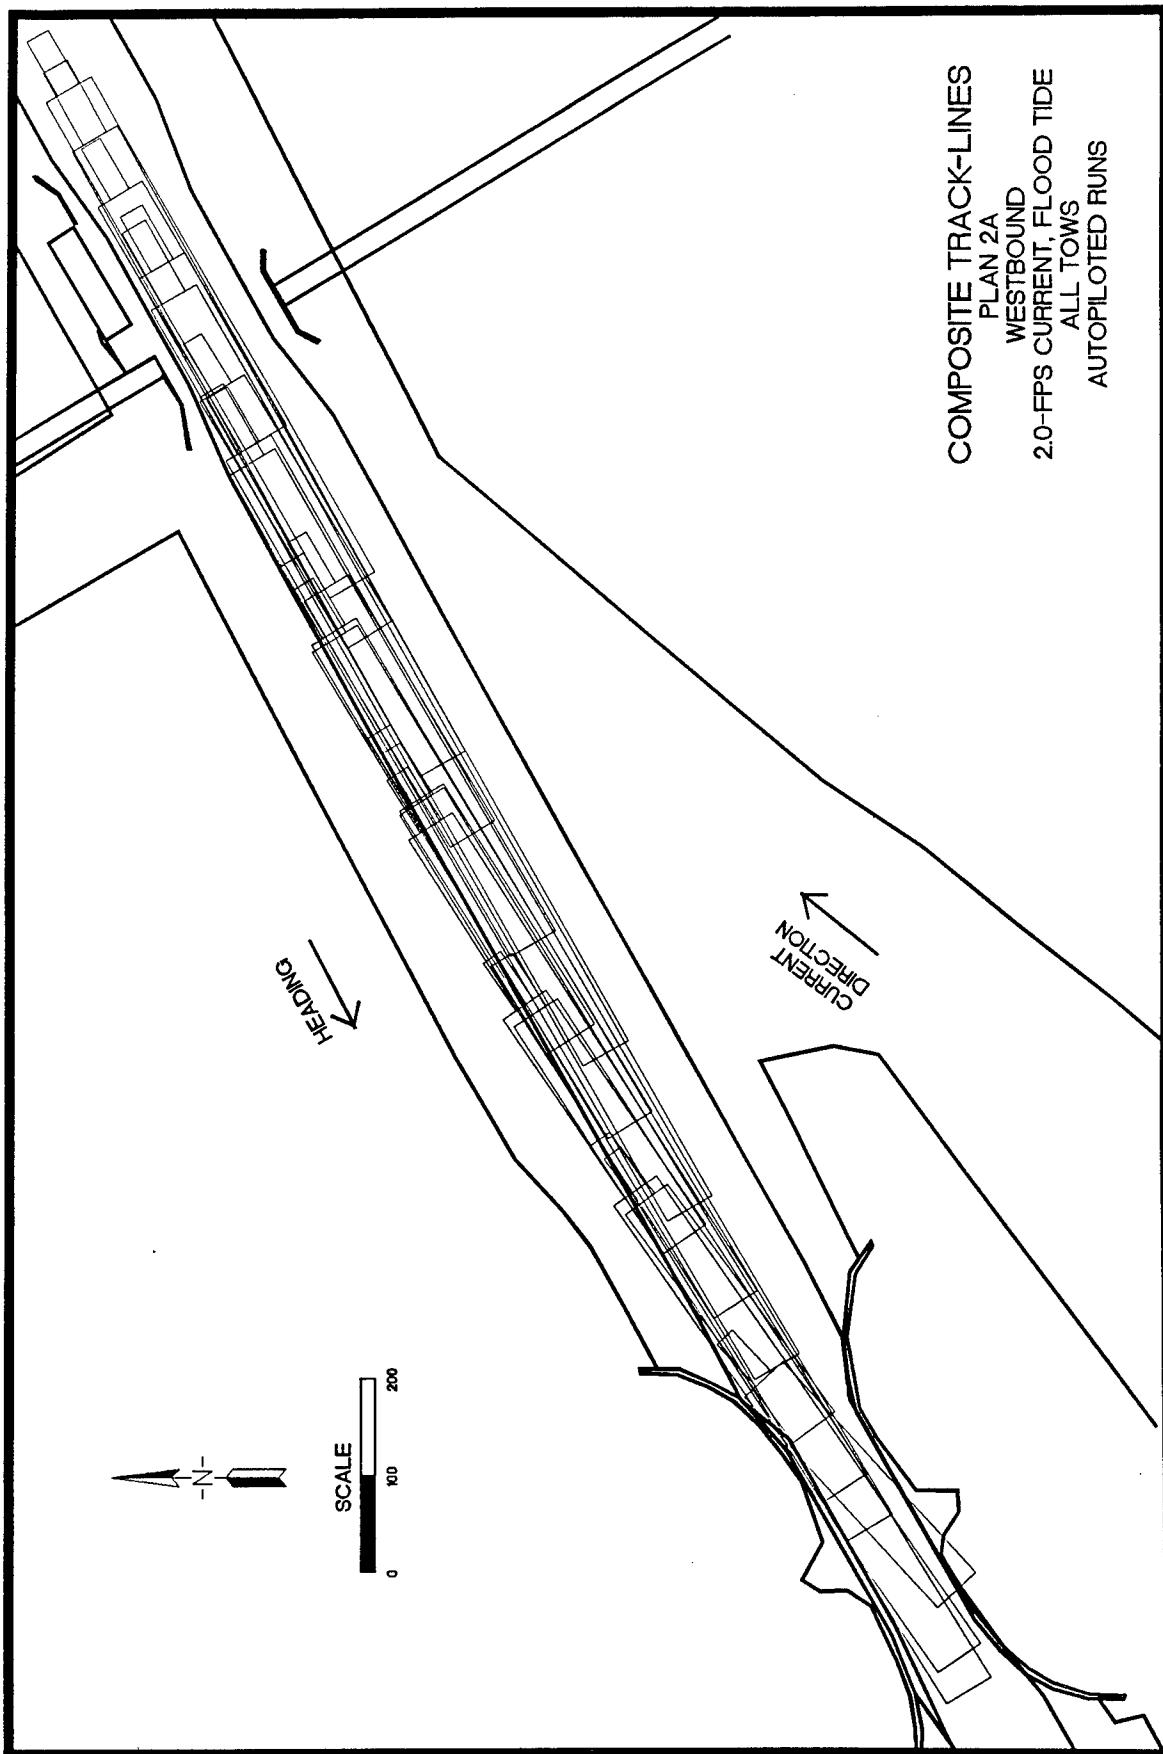 COMPOSITE TRACK-LINES
PLAN 2A
WESTBOUND
2.0-FPS CURRENT, FLOOD TIDE
ALL TOWS
AUTOPILOTED RUNS
HEADING
CURRENT
DIRECTION
-N-
SCALE
0 100 200